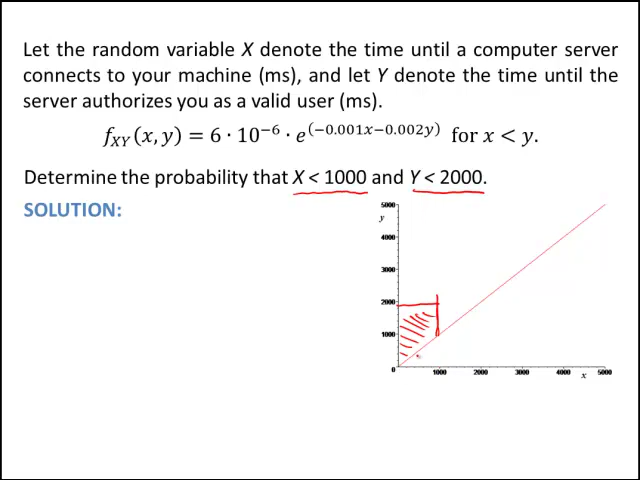 Let the random variable X denote the time until a computer server
connects to your machine (ms), and let Y denote the time until the
server authorizes you as a valid user (ms).
f_XY(x, y) = 6 · 10⁻⁶ · e^(−0.001x−0.002y) for x < y.
Determine the probability that X < 1000 and Y < 2000.
SOLUTION:
5000
y
4000
3000
2000
1000
0
1000 2000 3000 4000 5000
x